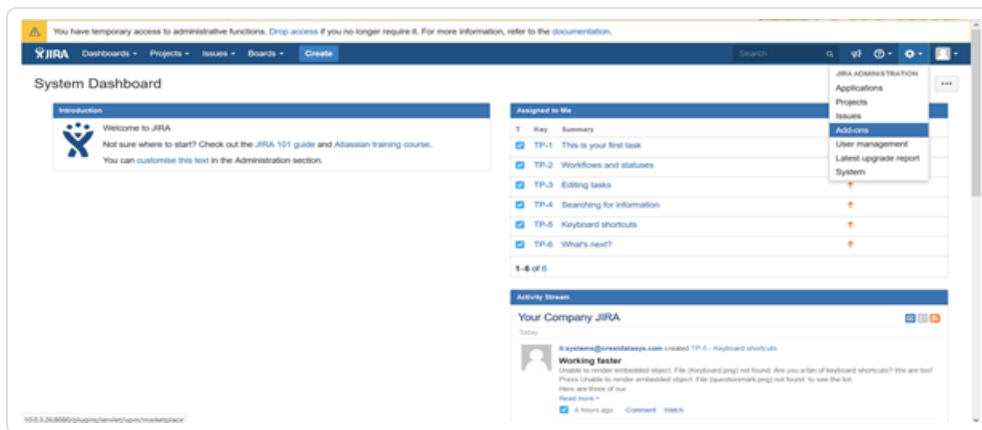 You have temporary access to administrative functions. Drop access if you no longer require it. For more information, refer to the documentation.
JIRA Dashboards Projects Issues Boards Create Search
System Dashboard
JIRA ADMINISTRATION
Applications
Projects
Issues
Add-ons
User management
Latest upgrade report
System
Introduction
Welcome to JIRA
Not sure where to start? Check out the JIRA 101 guide and Atlassian training course.
You can customise this text in the Administration section.
Assigned to Me
T Key Summary
TP-1 This is your first task
TP-2 Workflows and statuses
TP-3 Editing tasks
TP-4 Searching for information
TP-5 Keyboard shortcuts
TP-6 What's next?
1–6 of 6
Activity Stream
Your Company JIRA
Today
it.systems@crestdatasys.com created TP-5 - Keyboard shortcuts
Working faster
Unable to render embedded object: File (Keyboard.png) not found. Are you a fan of keyboard shortcuts? We are too!
Press Unable to render embedded object: File (questionmark.png) not found. to see the list.
Here are three of our
Read more >
6 hours ago Comment Watch
10.0.3.26:8080/plugins/servlet/upm/marketplace